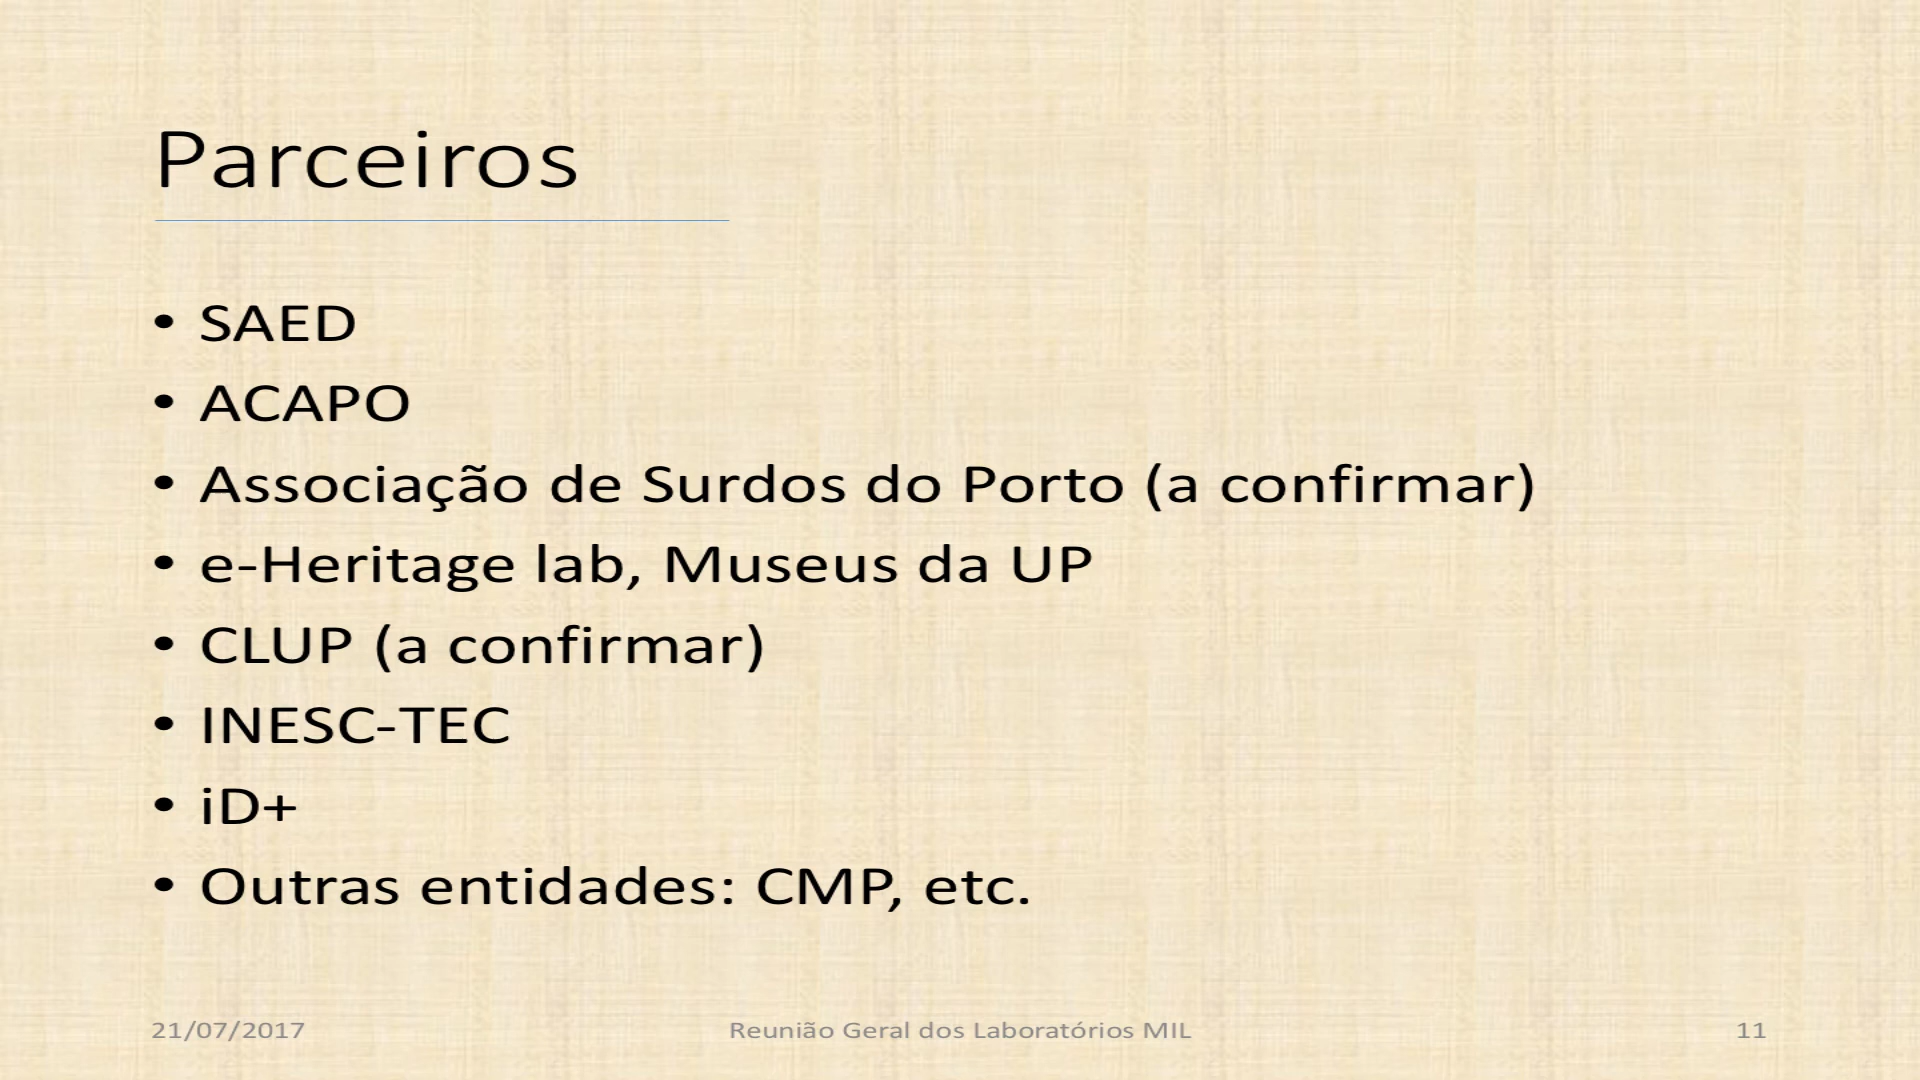 Parceiros
• SAED
• ACAPO
• Associação de Surdos do Porto (a confirmar)
• e-Heritage lab, Museus da UP
• CLUP (a confirmar)
• INESC-TEC
• iD+
• Outras entidades: CMP, etc.
21/07/2017
Reunião Geral dos Laboratórios MIL
11